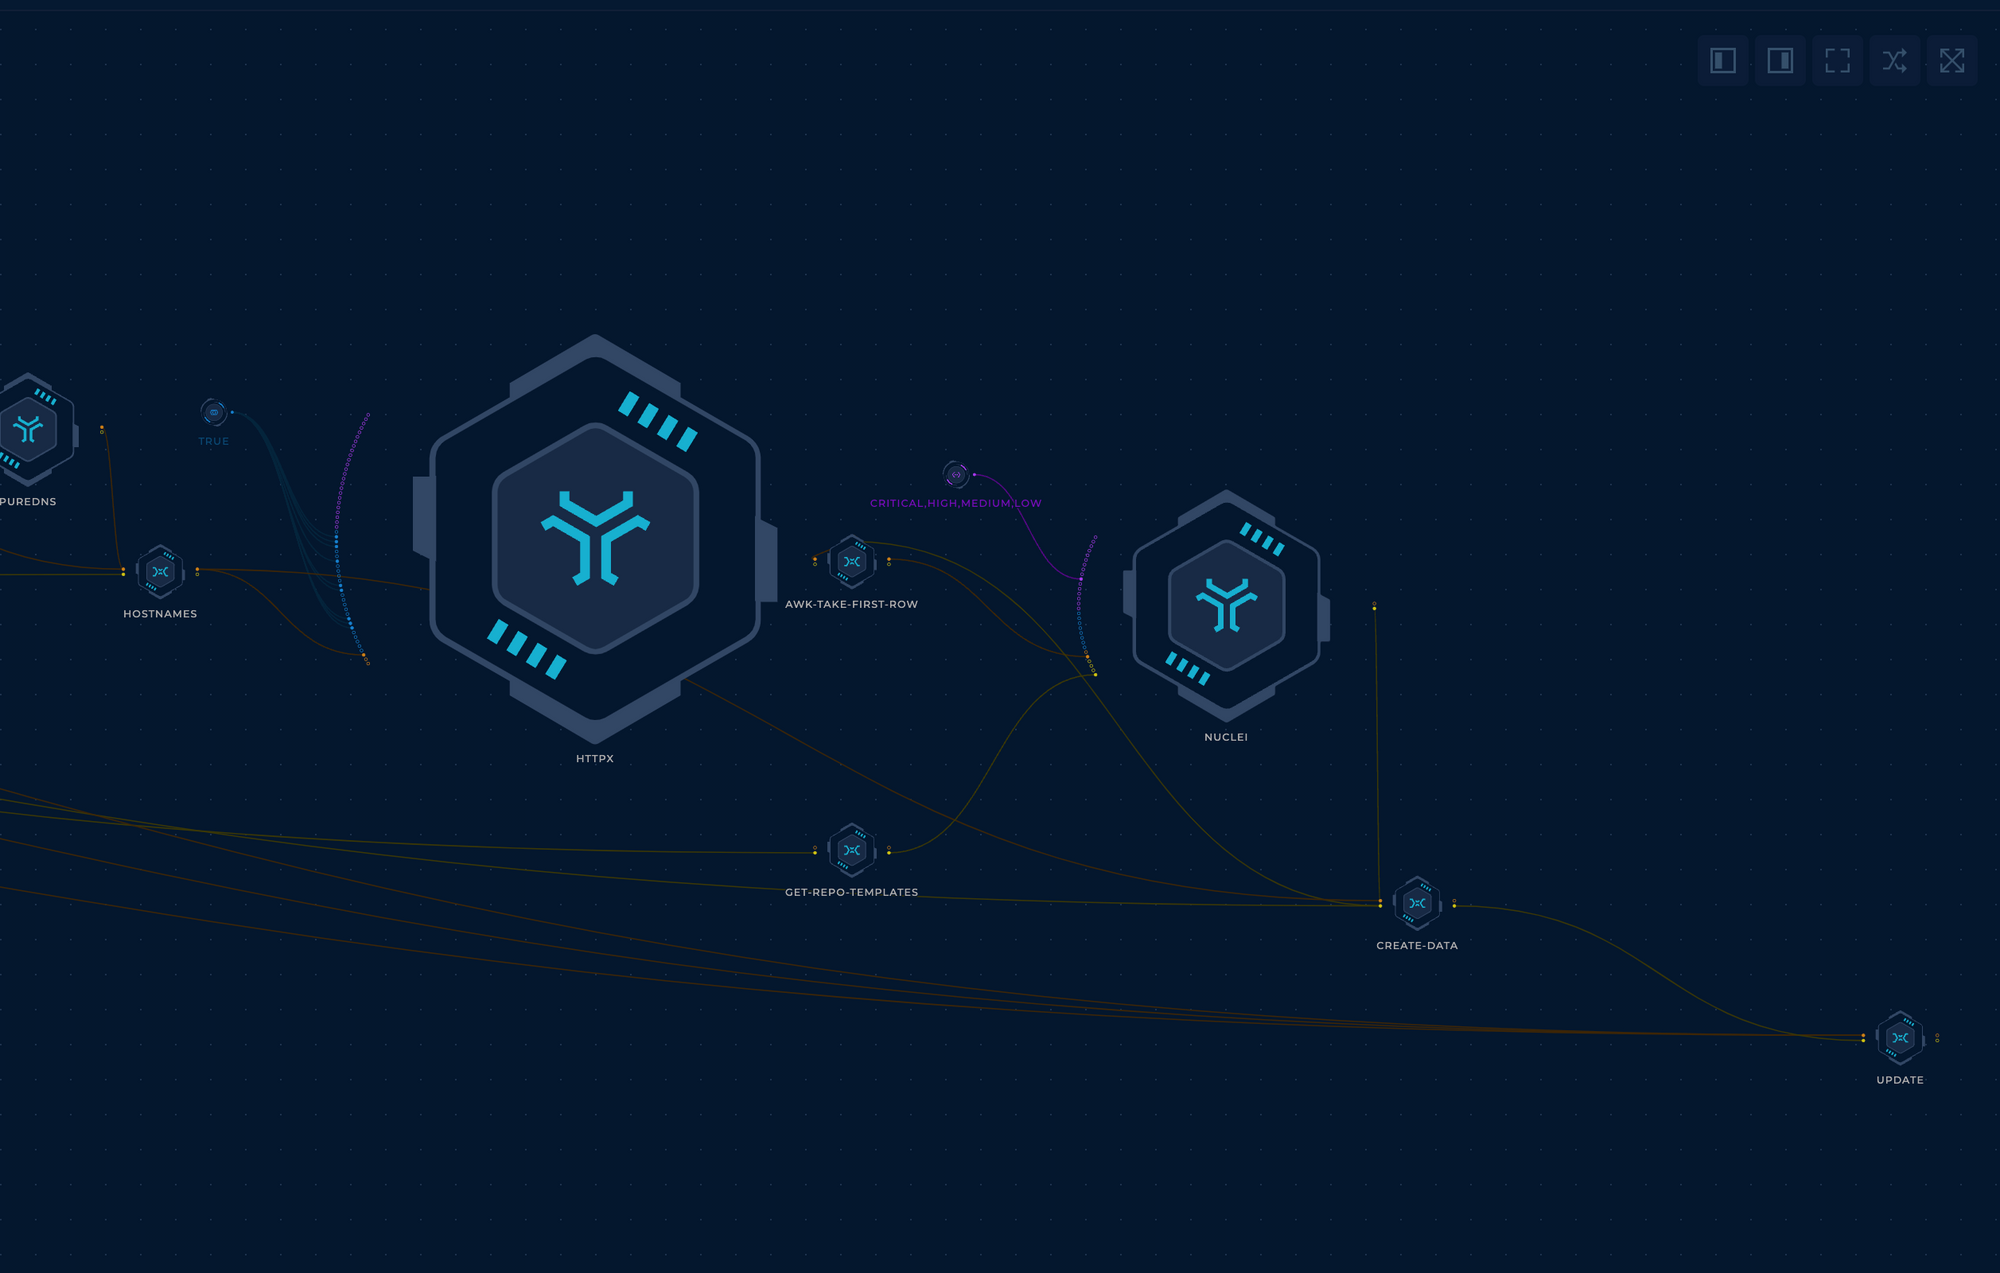 TRUE
CRITICAL,HIGH,MEDIUM,LOW
PUREDNS
HOSTNAMES
AWK-TAKE-FIRST-ROW
NUCLEI
HTTPX
GET-REPO-TEMPLATES
CREATE-DATA
UPDATE